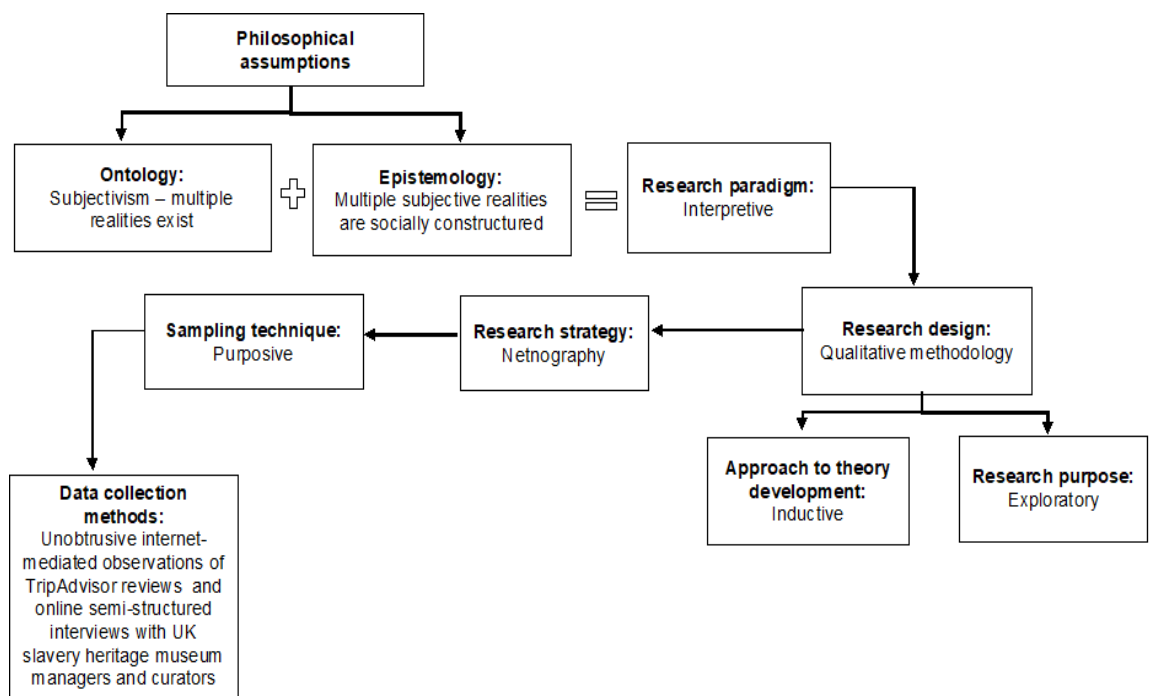 Philosophical
assumptions
Ontology:
Subjectivism – multiple
realities exist
Epistemology:
Multiple subjective realities
are socially constructured
Research paradigm:
Interpretive
Sampling technique:
Purposive
Research strategy:
Netnography
Research design:
Qualitative methodology
Approach to theory
development:
Inductive
Research purpose:
Exploratory
Data collection
methods:
Unobtrusive internet-
mediated observations of
TripAdvisor reviews and
online semi-structured
interviews with UK
slavery heritage museum
managers and curators